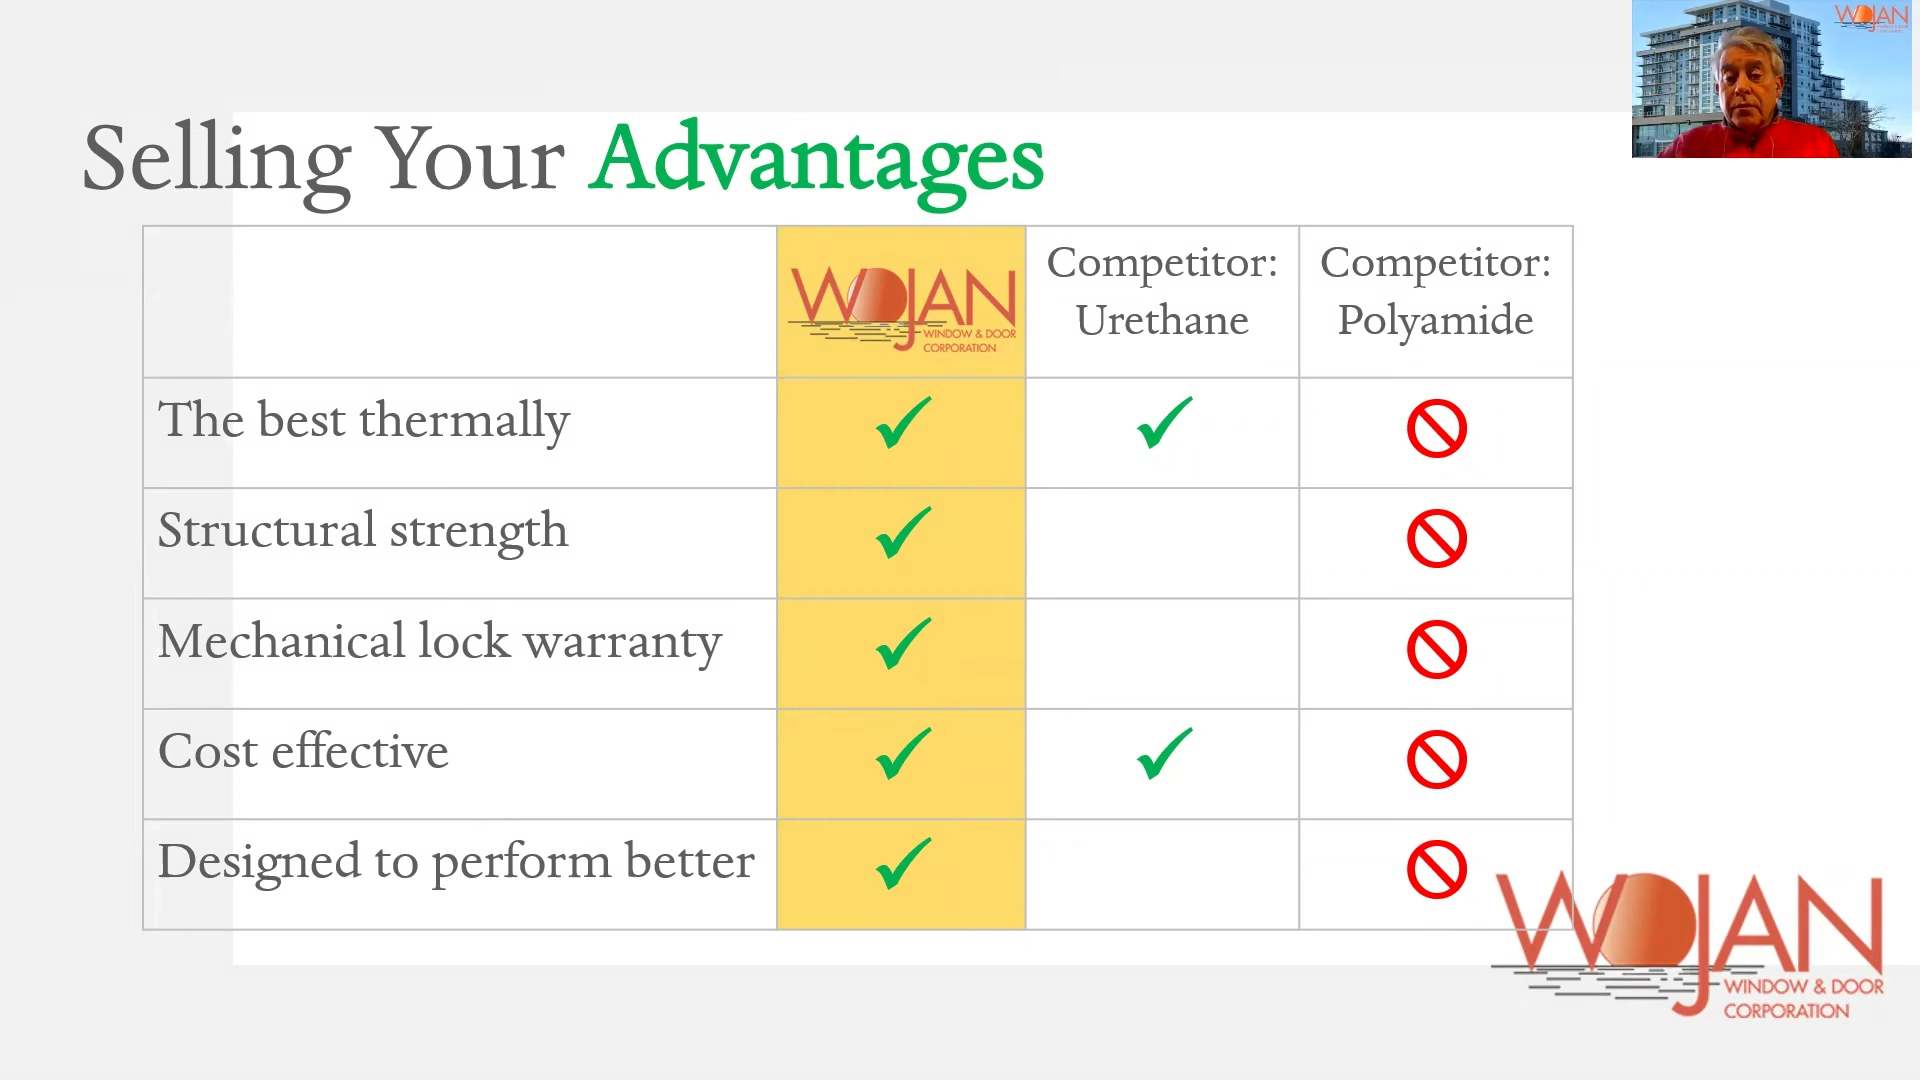 WOJAN
Selling Your Advantages
WOJAN
WINDOW & DOOR
CORPORATION
Competitor:
Urethane
Competitor:
Polyamide
The best thermally
Structural strength
Mechanical lock warranty
Cost effective
Designed to perform better
WOJAN
WINDOW & DOOR
CORPORATION